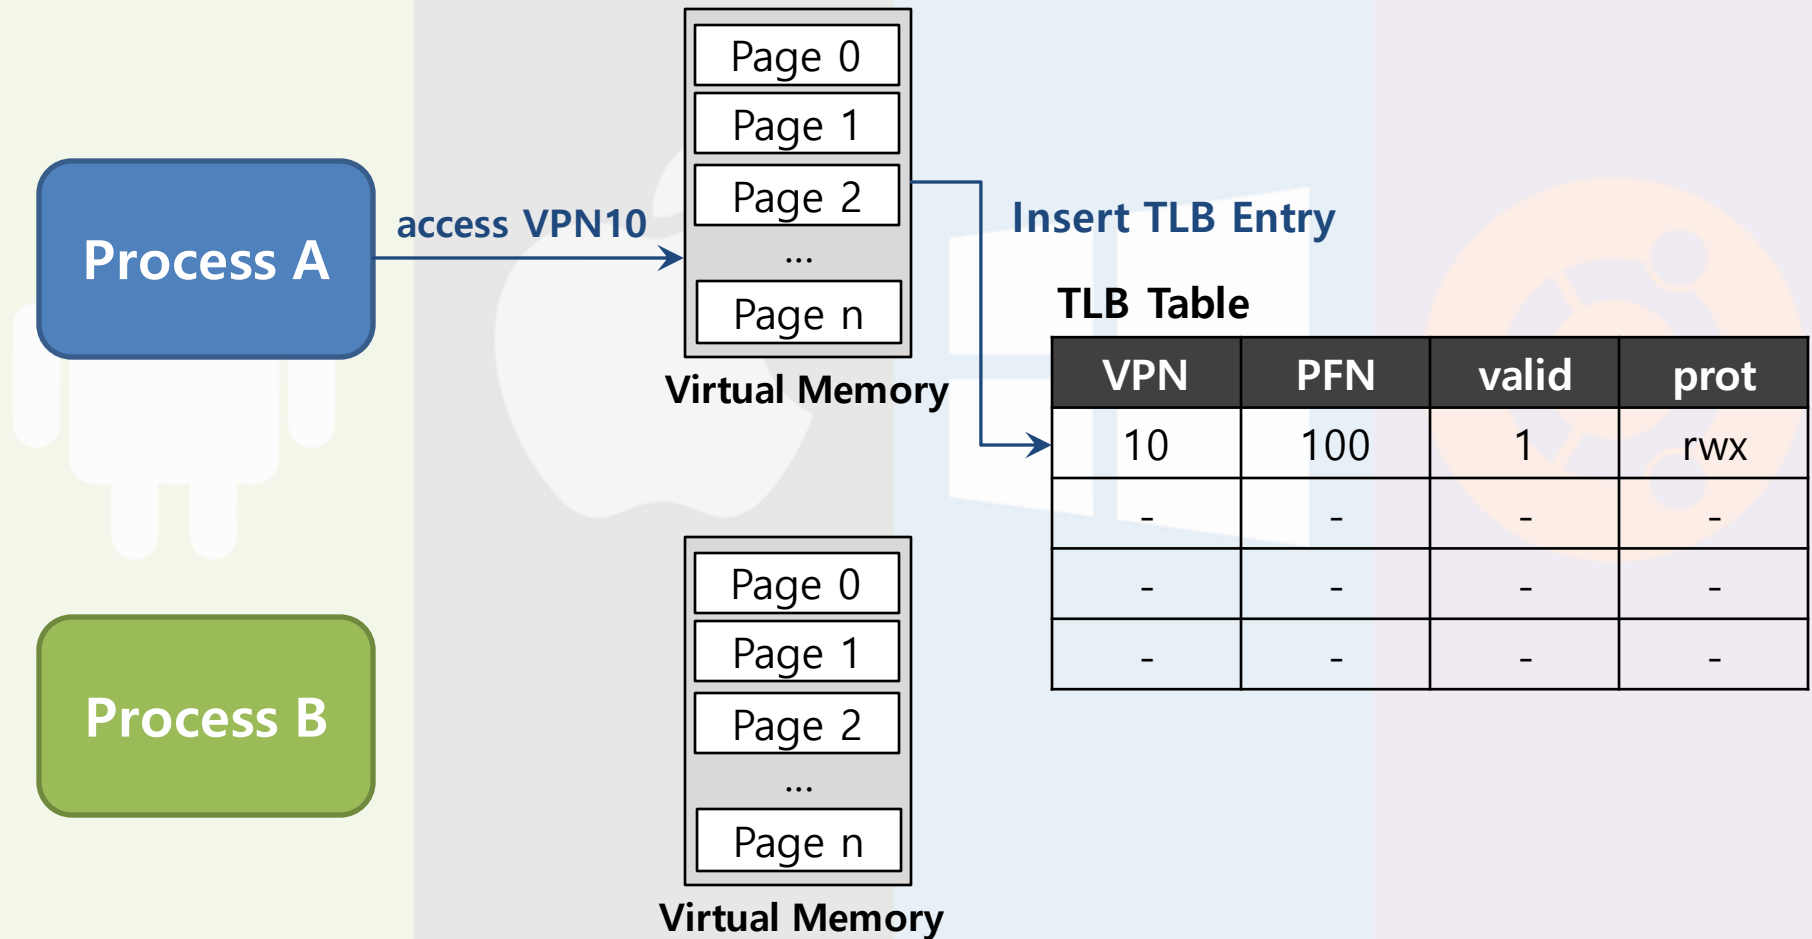 Page 0
Page 1
Page 2
...
Page n
Virtual Memory
Process A
access VPN10
Insert TLB Entry
TLB Table
VPN PFN valid prot
10 100 1 rwx
- - - -
- - - -
- - - -
Process B
Page 0
Page 1
Page 2
...
Page n
Virtual Memory